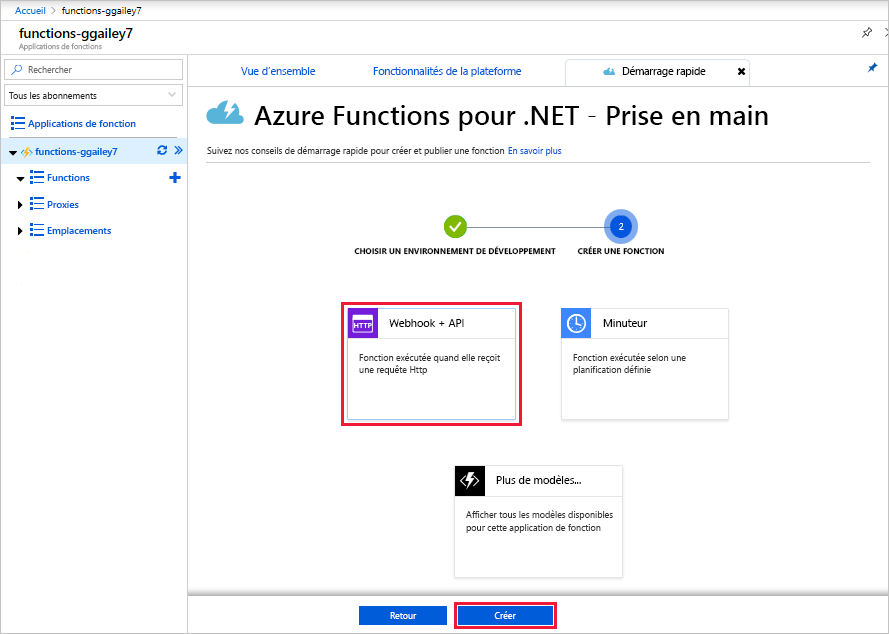 Accueil > functions-ggailey7
functions-ggailey7
Applications de fonctions
Rechercher
Tous les abonnements
Applications de fonction
functions-ggailey7
Functions
Proxies
Emplacements
Vue d'ensemble
Fonctionnalités de la plateforme
Démarrage rapide
Azure Functions pour .NET - Prise en main
Suivez nos conseils de démarrage rapide pour créer et publier une fonction En savoir plus
2
CHOISIR UN ENVIRONNEMENT DE DÉVELOPPEMENT
CRÉER UNE FONCTION
HTTP
Webhook + API
Fonction exécutée quand elle reçoit
une requête Http
Minuteur
Fonction exécutée selon une
planification définie
Plus de modèles...
Afficher tous les modèles disponibles
pour cette application de fonction
Retour
Créer